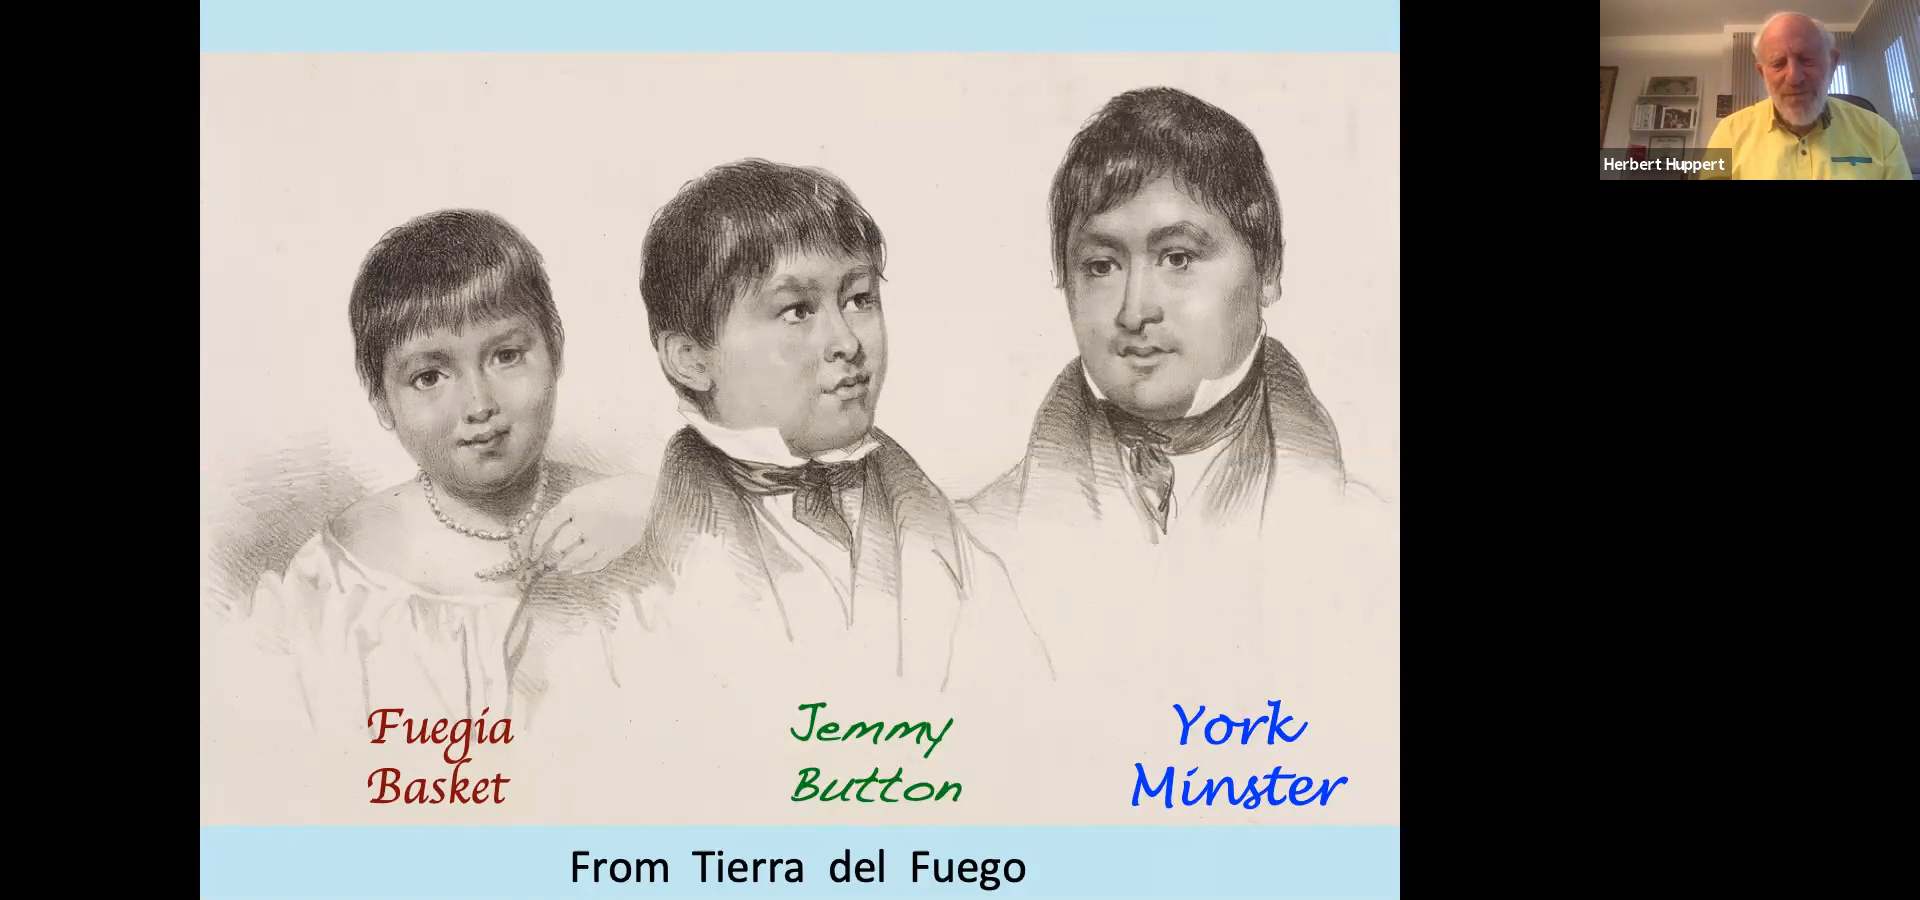 Herbert Huppert
Fuegia
Basket
Jemmy
Button
York
Minster
From Tierra del Fuego